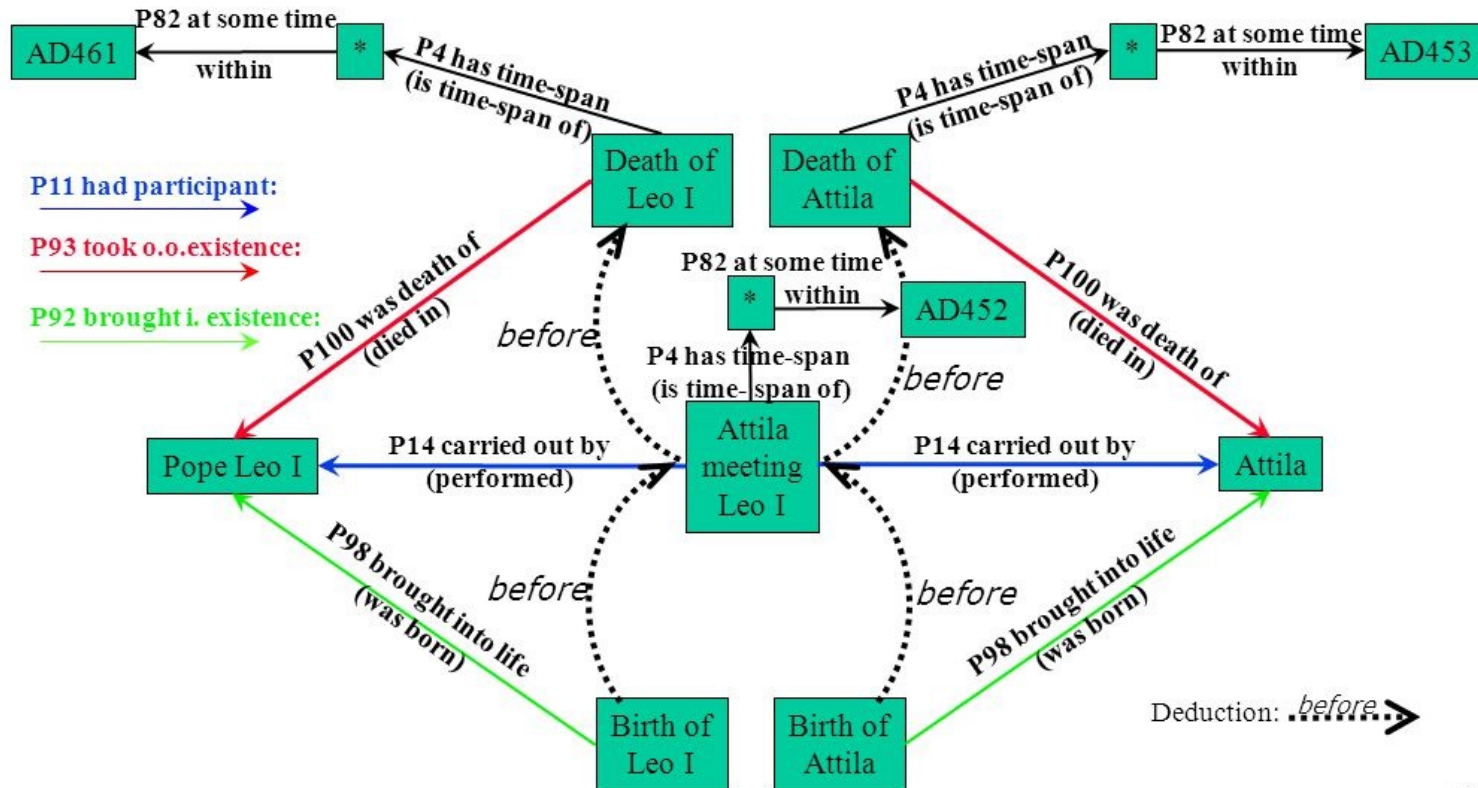 P82 at some time
within
AD461
*
P4 has time-span
(is time-span of)
P82 at some time
within
*
AD453
P4 has time-span
(is time-span of)
Death of
Leo I
Death of
Attila
P11 had participant:
P93 took o.o.existence:
P92 brought i. existence:
P100 was death of
(died in)
P82 at some time
within
*
AD452
P100 was death of
(died in)
before
before
P4 has time-span
(is time- span of)
Pope Leo I
P14 carried out by
(performed)
Attila
meeting
Leo I
P14 carried out by
(performed)
Attila
P98 brought into life
(was born)
before
before
P98 brought into life
(was born)
Birth of
Leo I
Birth of
Attila
Deduction: before